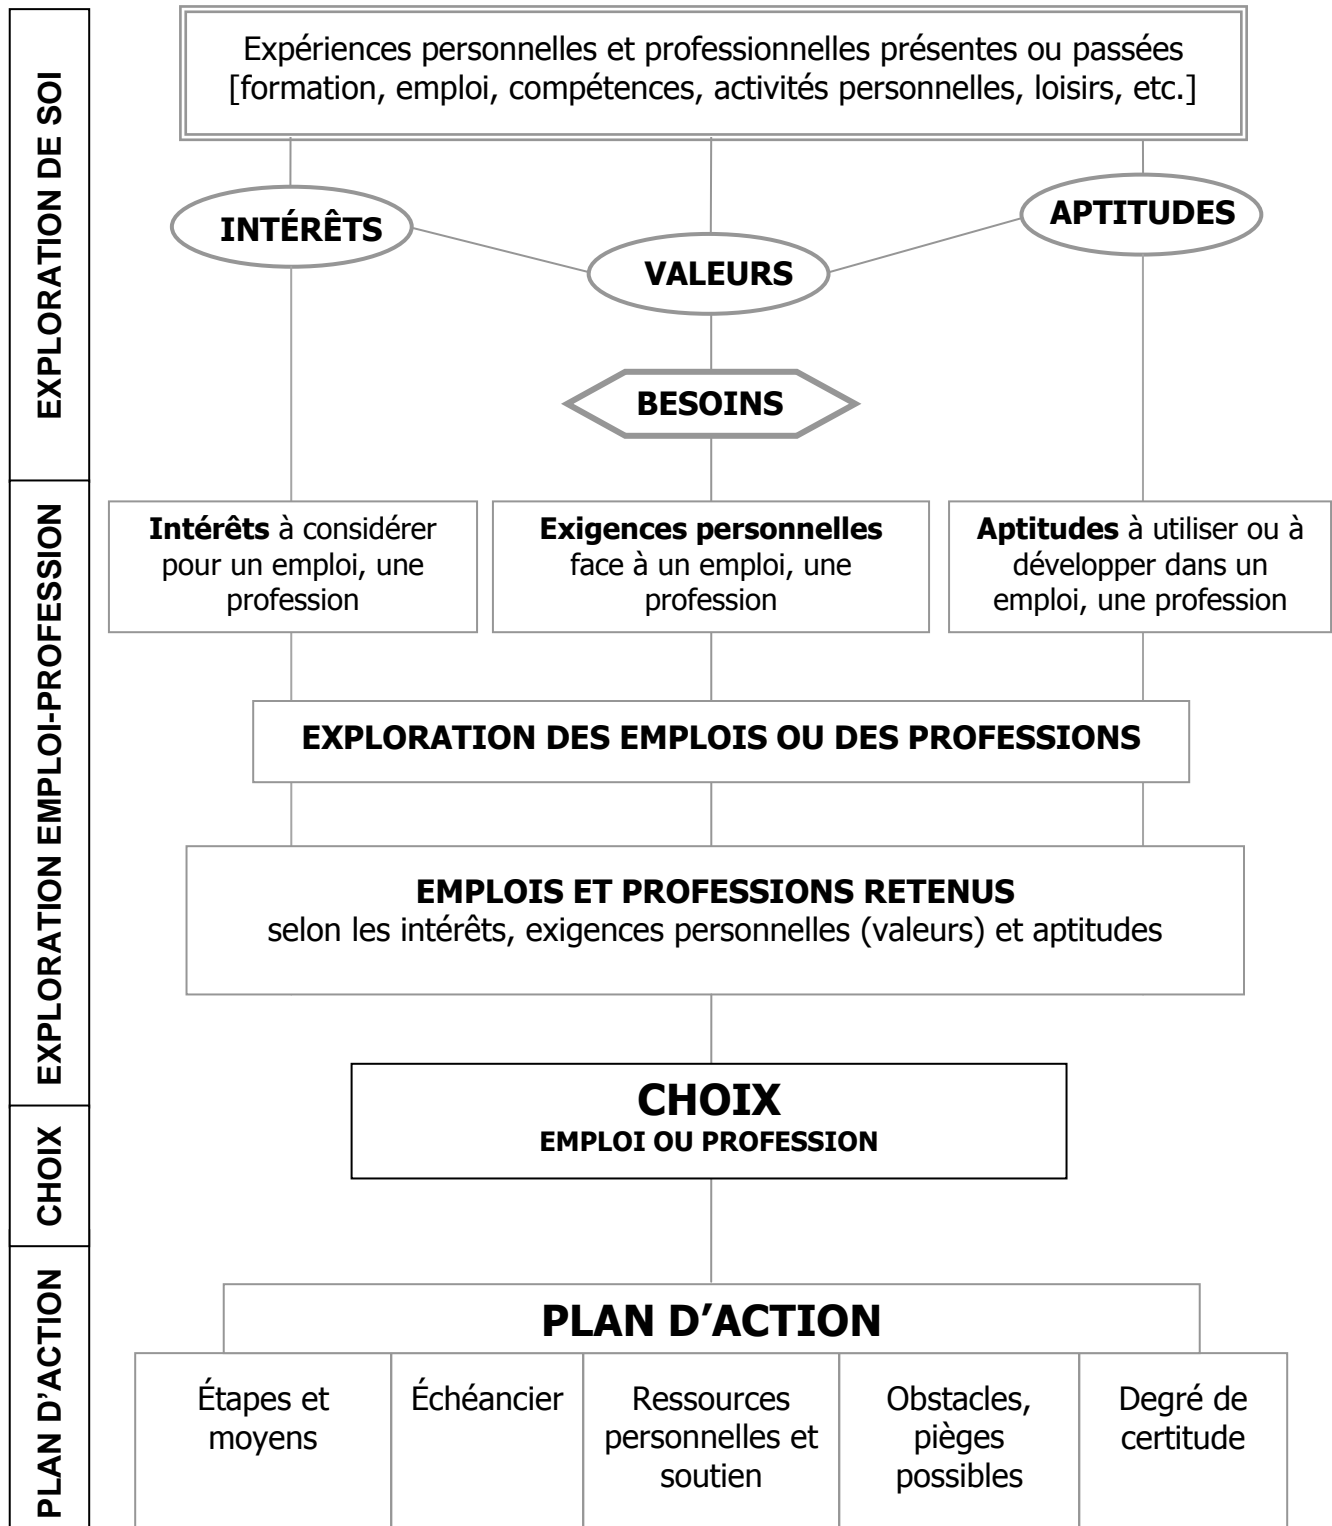 EXPLORATION DE SOI
Expériences personnelles et professionnelles présentes ou passées
[formation, emploi, compétences, activités personnelles, loisirs, etc.]
INTÉRÊTS
VALEURS
APTITUDES
BESOINS
EXPLORATION EMPLOI-PROFESSION
Intérêts à considérer
pour un emploi, une
profession
Exigences personnelles
face à un emploi, une
profession
Aptitudes à utiliser ou à
développer dans un
emploi, une profession
EXPLORATION DES EMPLOIS OU DES PROFESSIONS
EMPLOIS ET PROFESSIONS RETENUS
selon les intérêts, exigences personnelles (valeurs) et aptitudes
CHOIX
CHOIX
EMPLOI OU PROFESSION
PLAN D’ACTION
PLAN D’ACTION
Étapes et
moyens
Échéancier
Ressources
personnelles et
soutien
Obstacles,
pièges
possibles
Degré de
certitude